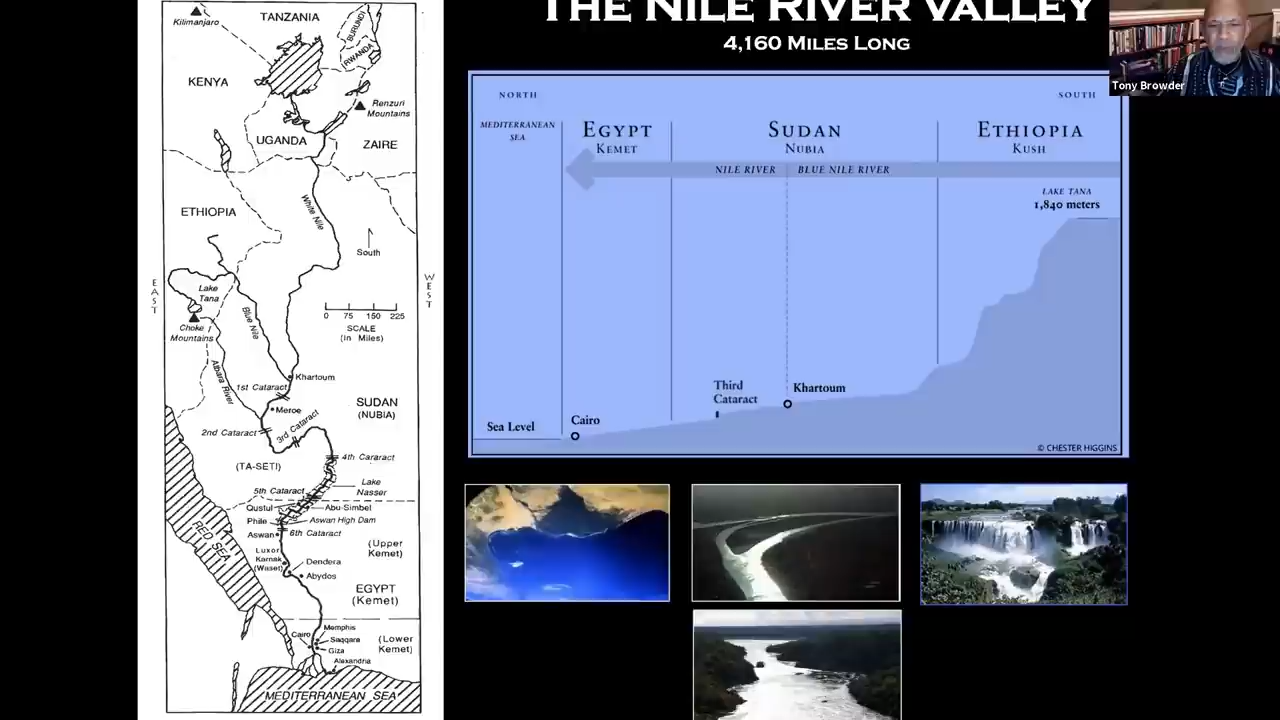 THE NILE RIVER VALLEY
4,160 MILES LONG
Tony Browder
Kilimanjaro
TANZANIA
BURUNDI
RWANDA
KENYA
Renzuri
Mountains
UGANDA
ZAIRE
ETHIOPIA
White Nile
South
EAST
WEST
Lake
Tana
Blue Nile
0 75 150 225
SCALE
(in Miles)
Choke
Mountains
Atbara River
Khartoum
1st Cataract
Meroe
SUDAN
(NUBIA)
2nd Cataract
3rd Cataract
(TA-SETI)
4th Cararact
Lake
Nasser
5th Cataract
Qustul
Abu Simbel
Phile
Aswan High Dam
Aswan
6th Cataract
Luxor
Karnak
(Waset)
(Upper
Kemet)
Dendera
Abydos
RED SEA
EGYPT
(Kemet)
Memphis
Cairo
Saqqara
Giza
(Lower
Kemet)
Alexandria
MEDITERRANEAN SEA
NORTH
SOUTH
MEDITERRANEAN
SEA
EGYPT
KEMET
SUDAN
NUBIA
ETHIOPIA
KUSH
NILE RIVER
BLUE NILE RIVER
LAKE TANA
1,840 meters
Third
Cataract
Khartoum
Sea Level
Cairo
© CHESTER HIGGINS